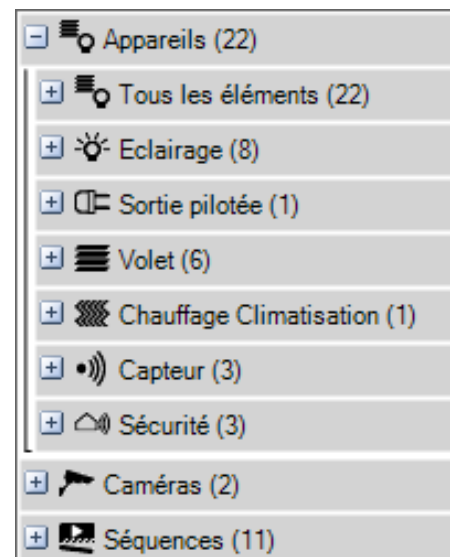 Appareils (22)
Tous les éléments (22)
Eclairage (8)
Sortie pilotée (1)
Volet (6)
Chauffage Climatisation (1)
Capteur (3)
Sécurité (3)
Caméras (2)
Séquences (11)